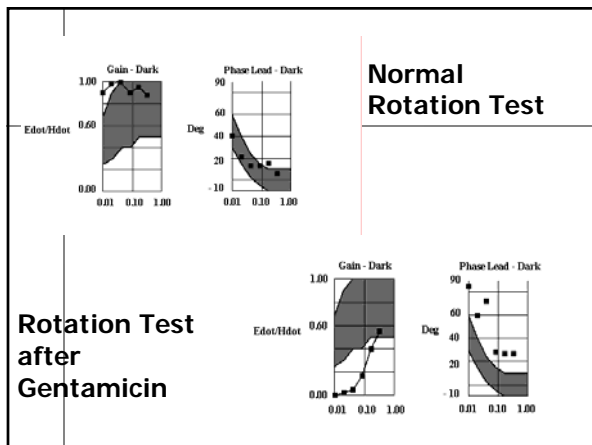 Gain - Dark
1.00
0.60
Edot/Hdot
0.00
0.01 0.10 1.00
Phase Lead - Dark
90
60
Deg
40
20
-10
0.01 0.10 1.00
Normal
Rotation Test
Rotation Test
after
Gentamicin
Gain - Dark
1.00
0.60
Edot/Hdot
0.00
0.01 0.10 1.00
Phase Lead - Dark
90
60
Deg
40
20
-10
0.01 0.10 1.00